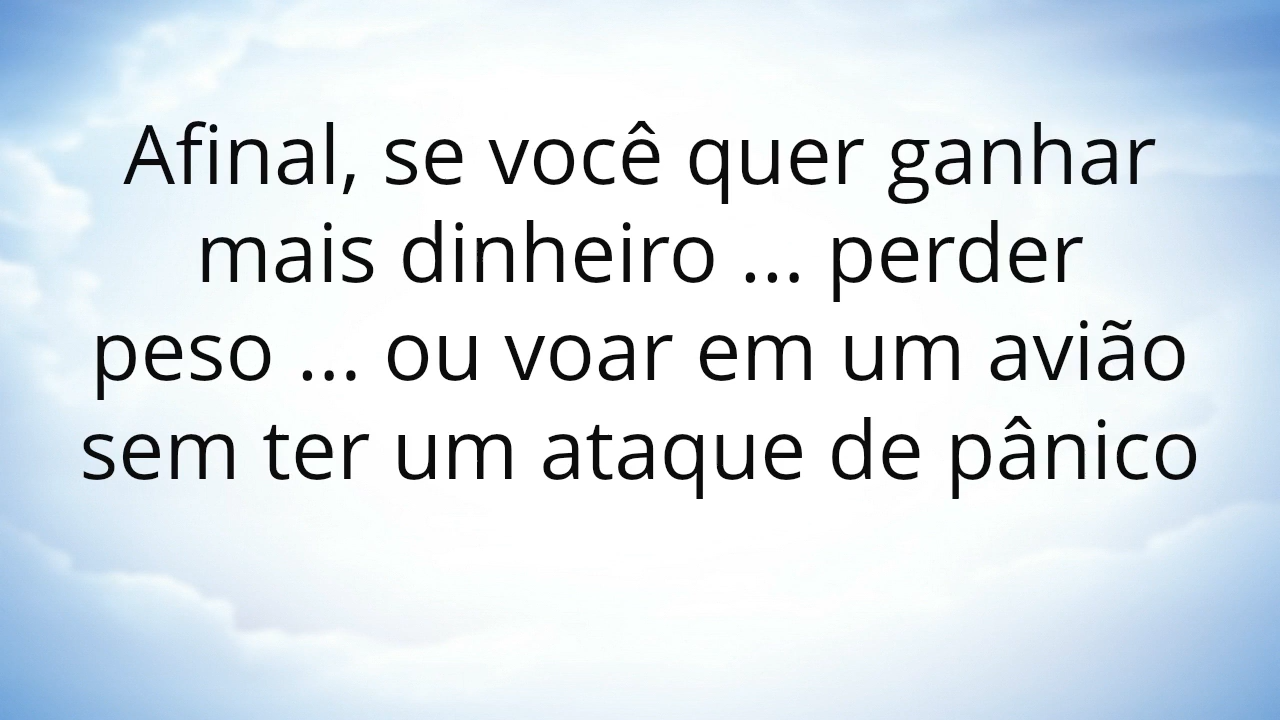 Afinal, se você quer ganhar
mais dinheiro ... perder
peso ... ou voar em um avião
sem ter um ataque de pânico